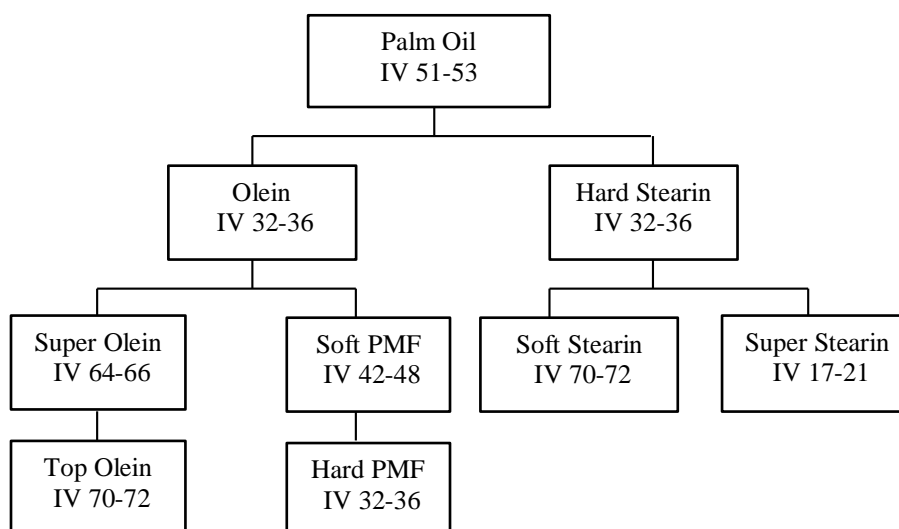 Palm Oil
IV 51-53
Olein
IV 32-36
Hard Stearin
IV 32-36
Super Olein
IV 64-66
Soft PMF
IV 42-48
Soft Stearin
IV 70-72
Super Stearin
IV 17-21
Top Olein
IV 70-72
Hard PMF
IV 32-36